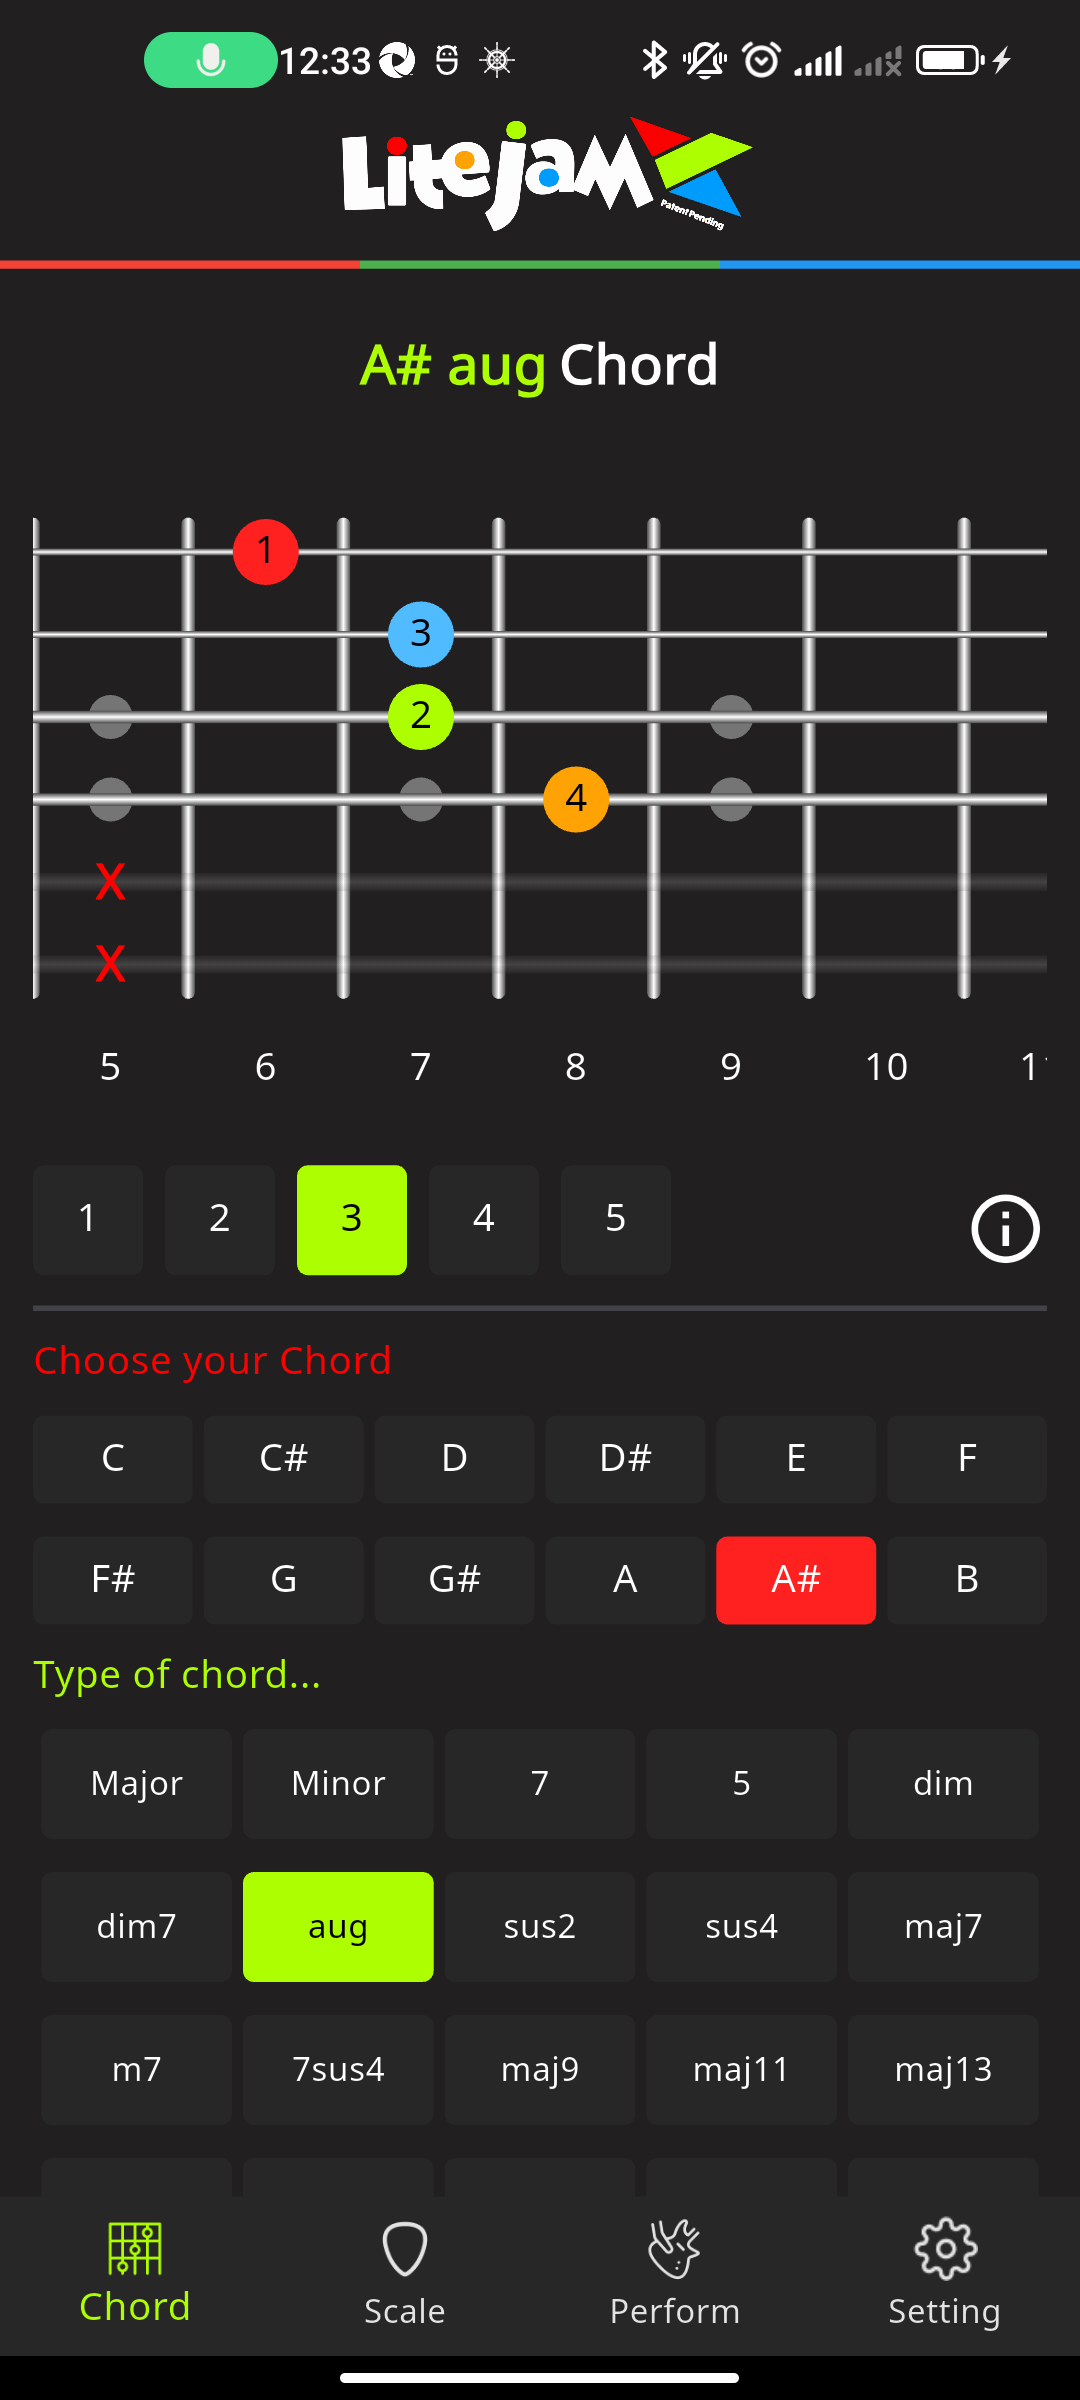 12:33
Litejam
Patent Pending
A# aug Chord
1
3
2
4
X
X
5 6 7 8 9 10
1 2 3 4 5
Choose your Chord
C C# D D# E F
F# G G# A A# B
Type of chord...
Major Minor 7 5 dim
dim7 aug sus2 sus4 maj7
m7 7sus4 maj9 maj11 maj13
Chord Scale Perform Setting